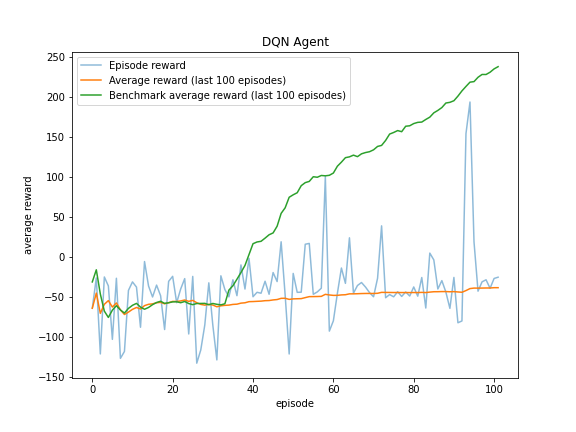 DQN Agent
Episode reward
Average reward (last 100 episodes)
Benchmark average reward (last 100 episodes)
average reward
250
200
150
100
50
0
−50
−100
−150
0 20 40 60 80 100
episode